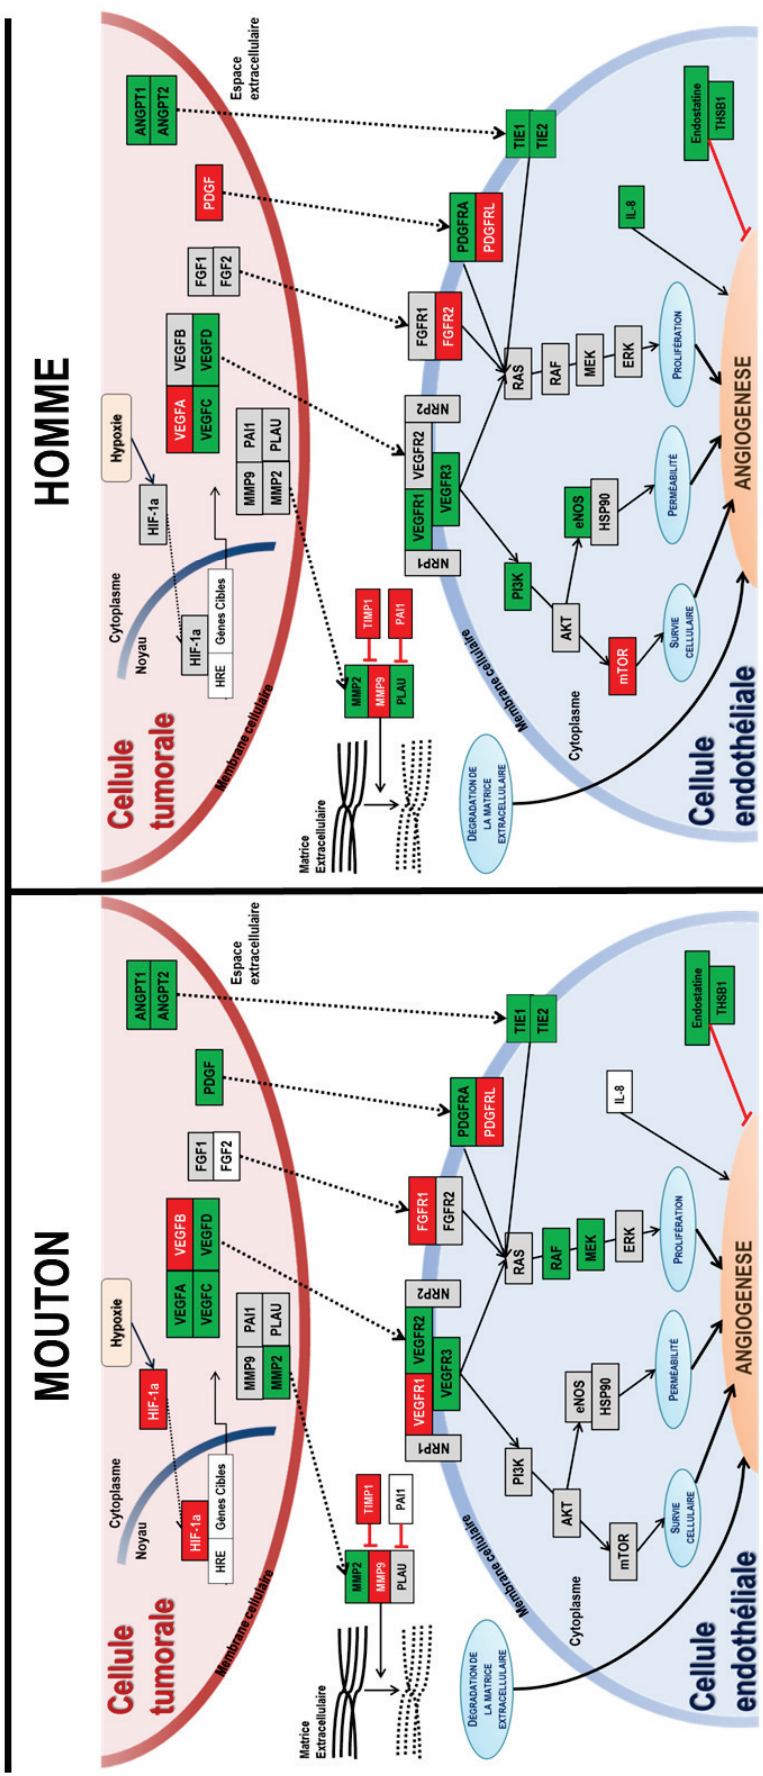 MOUTON
Cellule
tumorale
Cytoplasme
Noyau
Hypoxie
HIF-1a
HIF-1a
HRE
Gènes Cibles
Membrane cellulaire
VEGFA
VEGFB
VEGFC
VEGFD
FGF1
FGF2
PDGF
ANGPT1
ANGPT2
MMP9
PAI1
MMP2
PLAU
Espace
extracellulaire
Matrice
Extracellulaire
MMP2
MMP9
PLAU
TIMP1
PAI1
NRP1
VEGFR1
VEGFR2
VEGFR3
NRP2
FGFR1
FGFR2
PDGFRA
PDGFRL
TIE1
TIE2
Membrane cellulaire
DÉGRADATION DE
LA MATRICE
EXTRACELLULAIRE
Cytoplasme
PI3K
AKT
mTOR
eNOS
HSP90
RAS
RAF
MEK
ERK
IL-8
Endostatine
THSB1
SURVIE
CELLULAIRE
PERMÉABILITÉ
PROLIFÉRATION
Cellule
endothéliale
ANGIOGENESE
HOMME
Cellule
tumorale
Cytoplasme
Noyau
Hypoxie
HIF-1a
HIF-1a
HRE
Gènes Cibles
Membrane cellulaire
VEGFA
VEGFB
VEGFC
VEGFD
FGF1
FGF2
PDGF
ANGPT1
ANGPT2
MMP9
PAI1
MMP2
PLAU
Espace
extracellulaire
Matrice
Extracellulaire
MMP2
MMP9
PLAU
TIMP1
PAI1
NRP1
VEGFR1
VEGFR2
VEGFR3
NRP2
FGFR1
FGFR2
PDGFRA
PDGFRL
TIE1
TIE2
Membrane cellulaire
DÉGRADATION DE
LA MATRICE
EXTRACELLULAIRE
Cytoplasme
PI3K
AKT
mTOR
eNOS
HSP90
RAS
RAF
MEK
ERK
IL-8
Endostatine
THSB1
SURVIE
CELLULAIRE
PERMÉABILITÉ
PROLIFÉRATION
Cellule
endothéliale
ANGIOGENESE